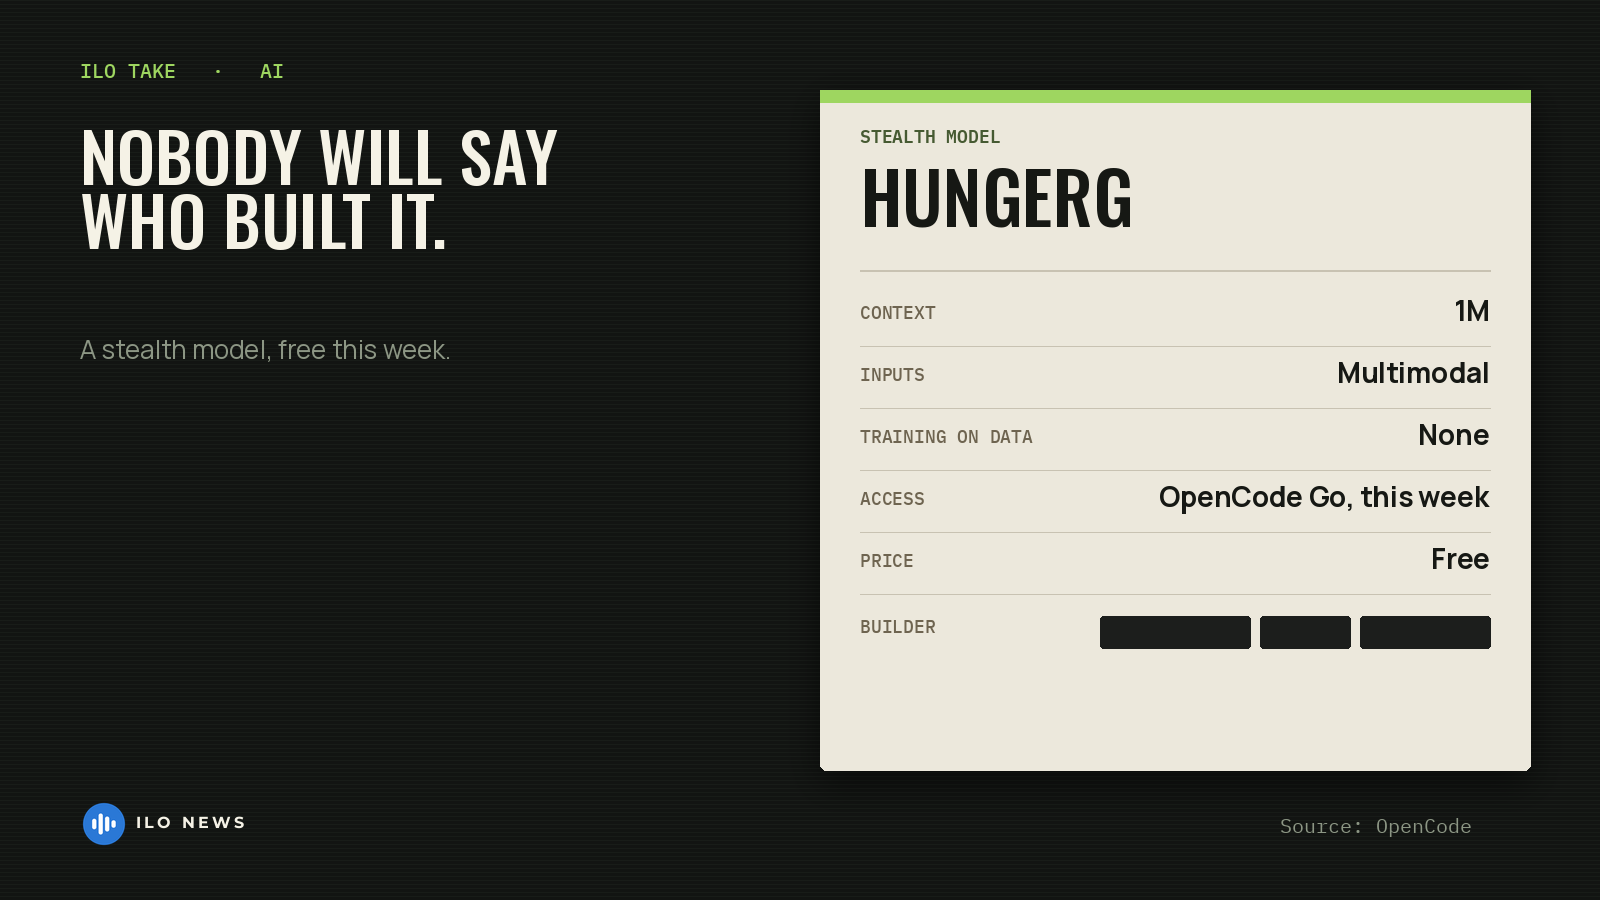 ILO TAKE · AI
NOBODY WILL SAY
WHO BUILT IT.
A stealth model, free this week.
STEALTH MODEL
HUNGERG
CONTEXT 1M
INPUTS Multimodal
TRAINING ON DATA None
ACCESS OpenCode Go, this week
PRICE Free
BUILDER
ILO NEWS
Source: OpenCode